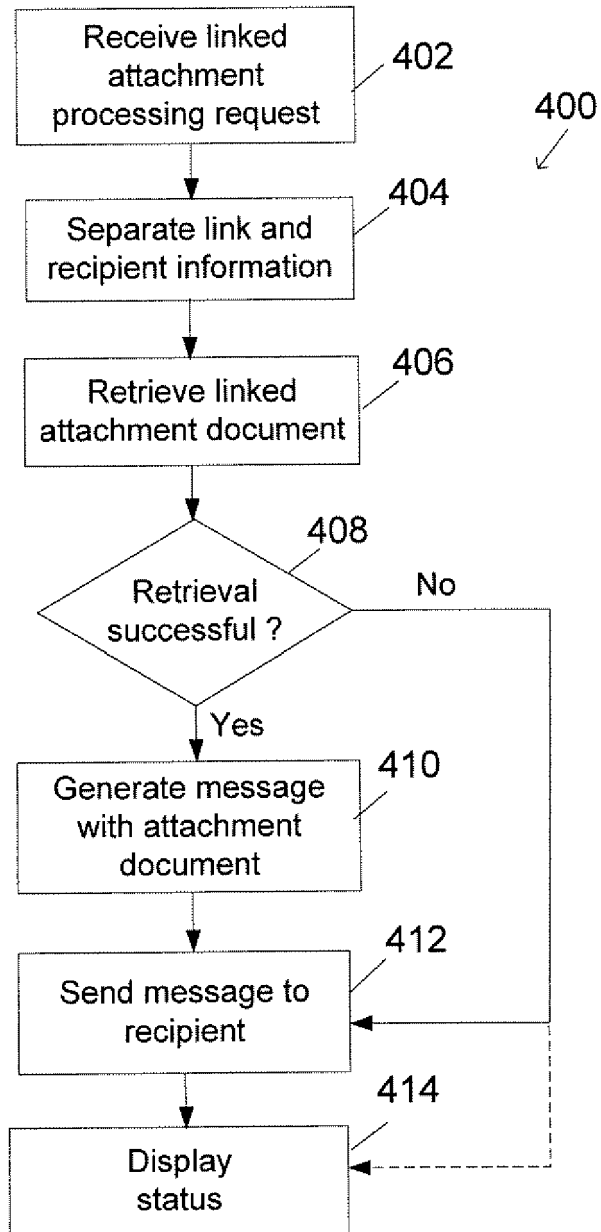 Receive linked
attachment
processing request
402
400
Separate link and
recipient information
404
Retrieve linked
attachment document
406
408
Retrieval
successful ?
No
Yes
Generate message
with attachment
document
410
Send message to
recipient
412
Display
status
414